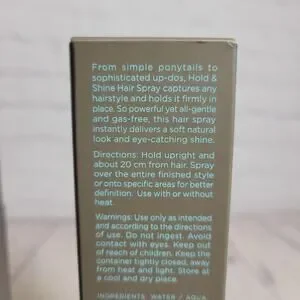 From simple ponytails to
sophisticated up-dos, Hold &
Shine Hair Spray captures any
hairstyle and holds it firmly in
place. So powerful yet all-gentle
and gas-free, this hair spray
instantly delivers a soft natural
look and eye-catching shine.
Directions: Hold upright and
about 20 cm from hair. Spray
over the entire finished style
or onto specific areas for better
definition. Use with or without
heat.
Warnings: Use only as intended
and according to the directions
of use. Do not ingest. Avoid
contact with eyes. Keep out
of reach of children. Keep the
container tightly closed, away
from heat and light. Store at
a cool and dry place.
INGREDIENTS WATER / AQUA,